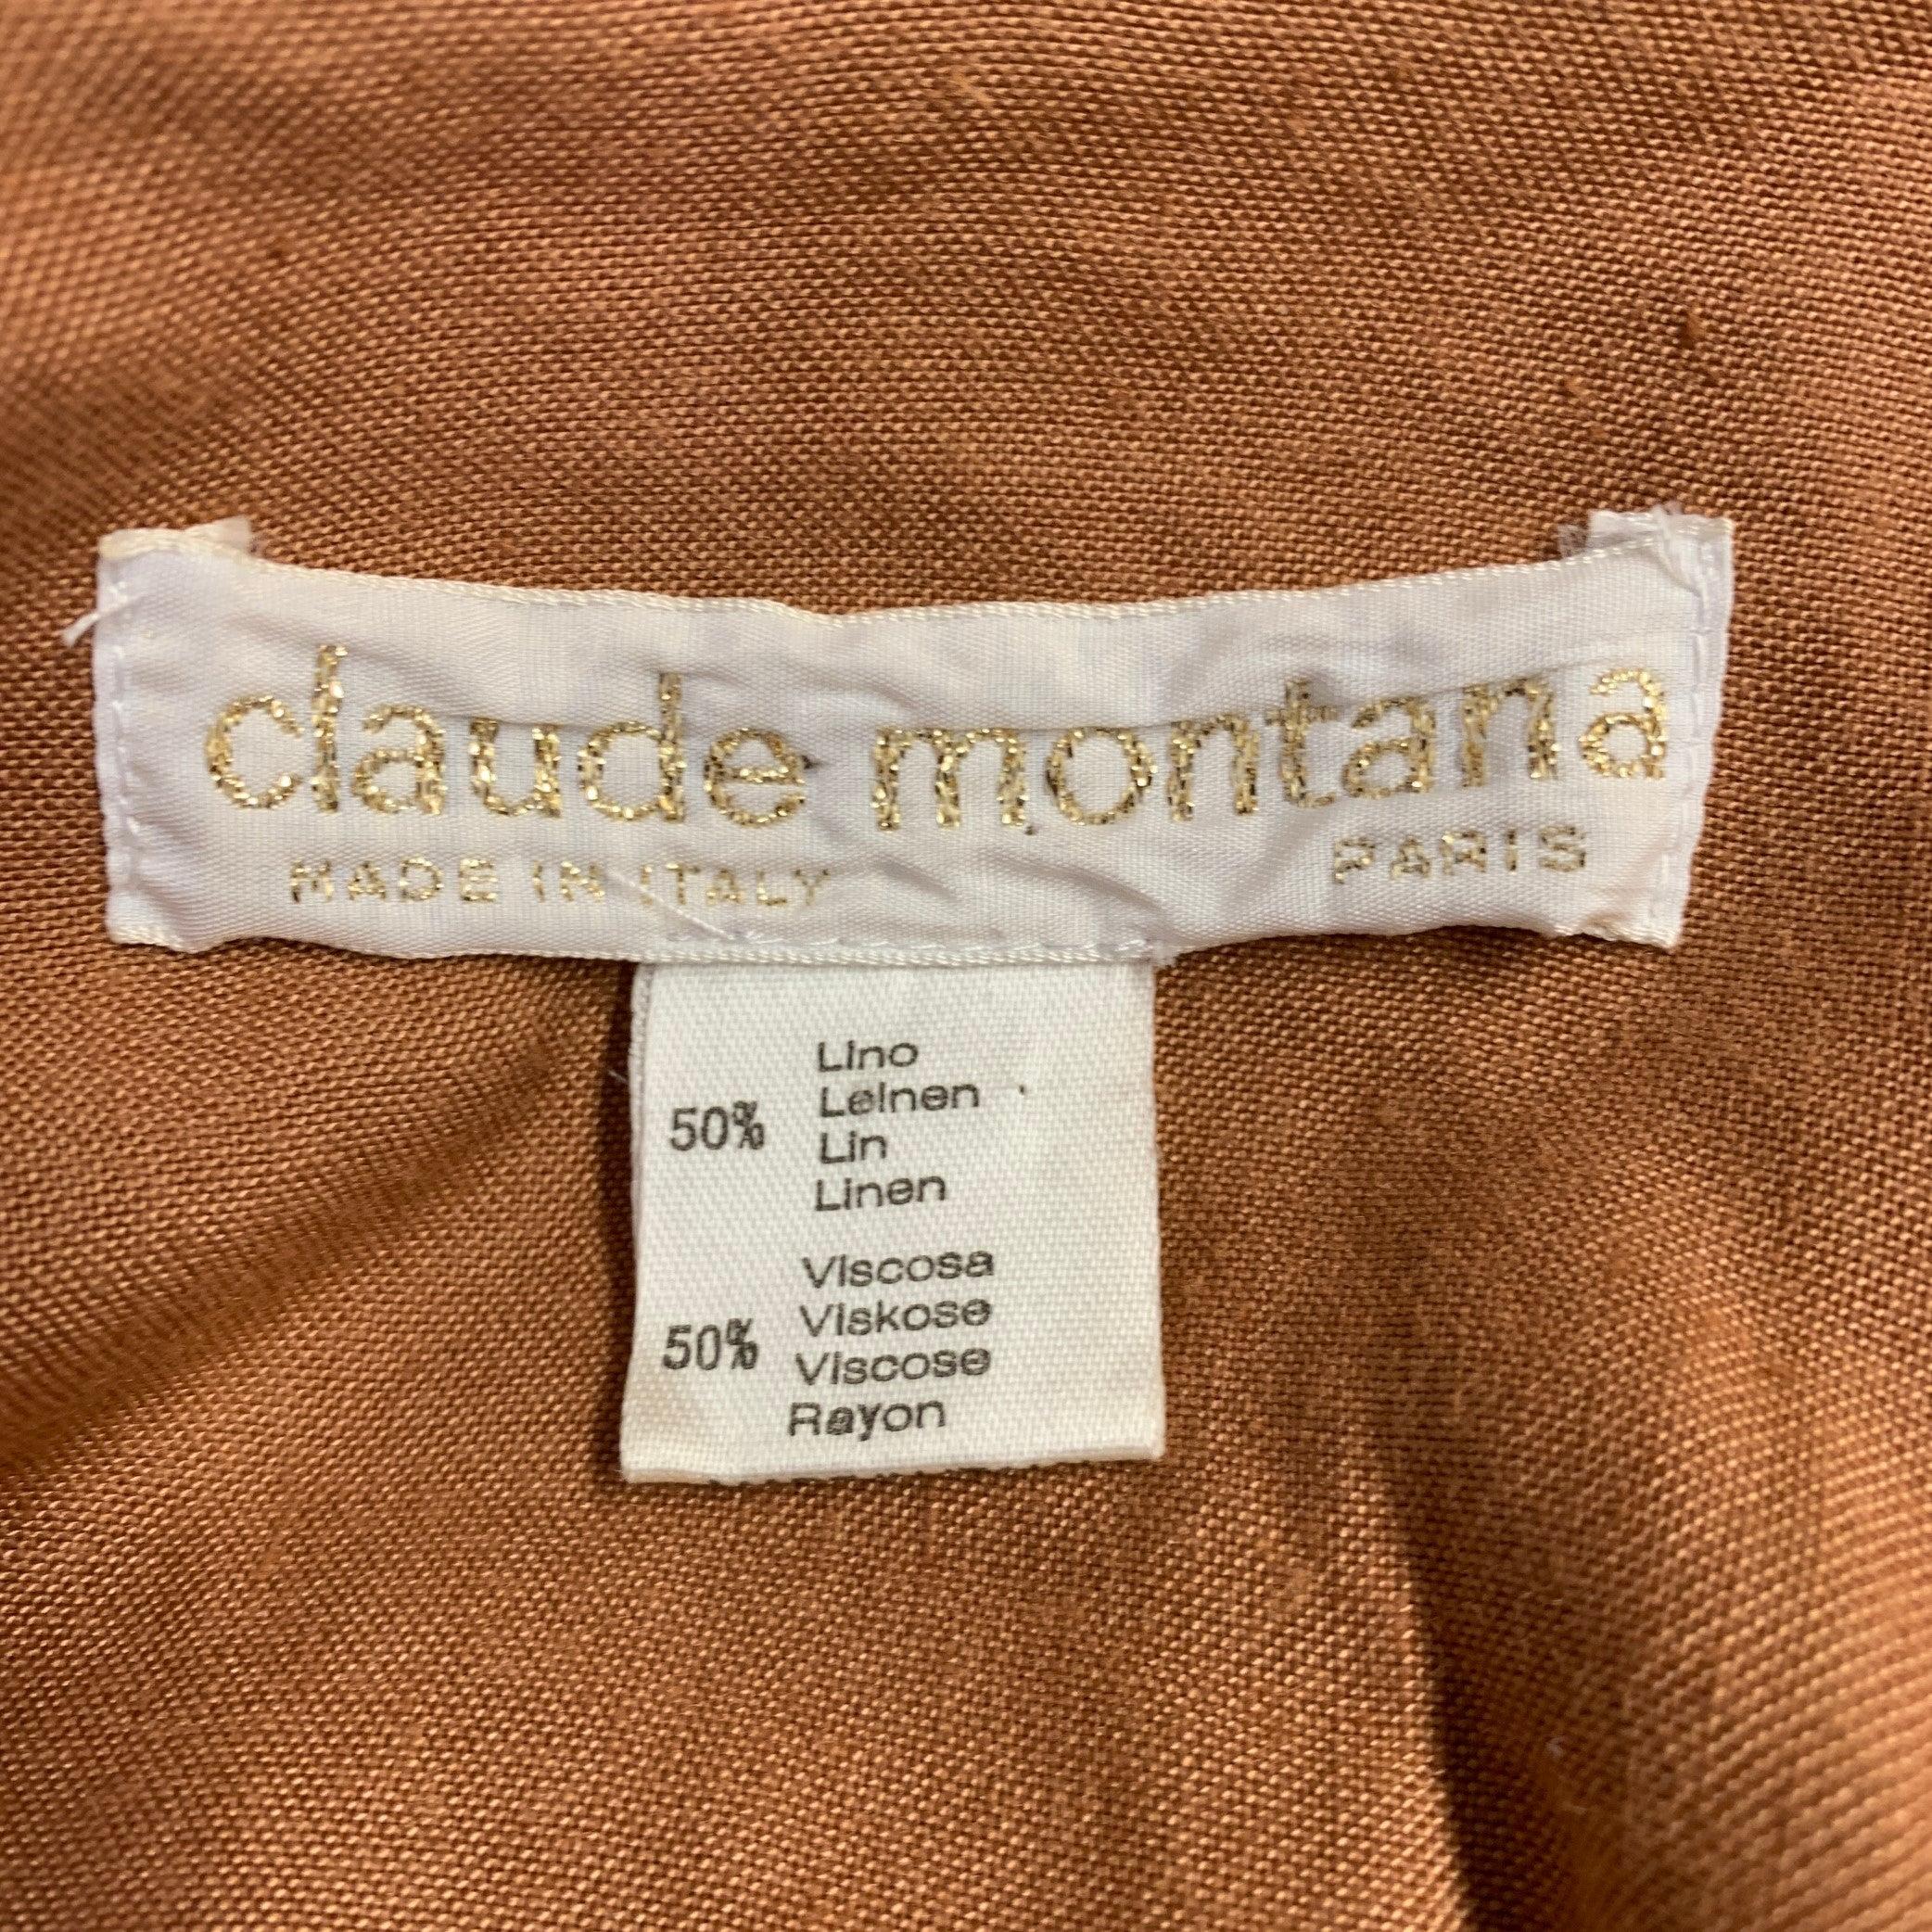 claude montana
MADE IN ITALY PARIS
50%
Lino
Leinen
Lin
Linen
50%
Viscosa
Viskose
Viscose
Rayon